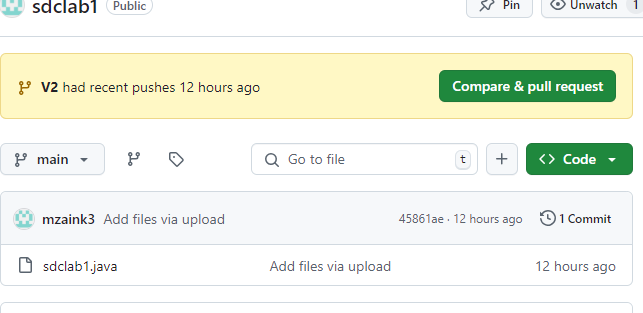 sdclab1 Public Pin Unwatch 1
V2 had recent pushes 12 hours ago Compare & pull request
main Go to file t Code
mzaink3 Add files via upload 45861ae · 12 hours ago 1 Commit
sdclab1.java Add files via upload 12 hours ago